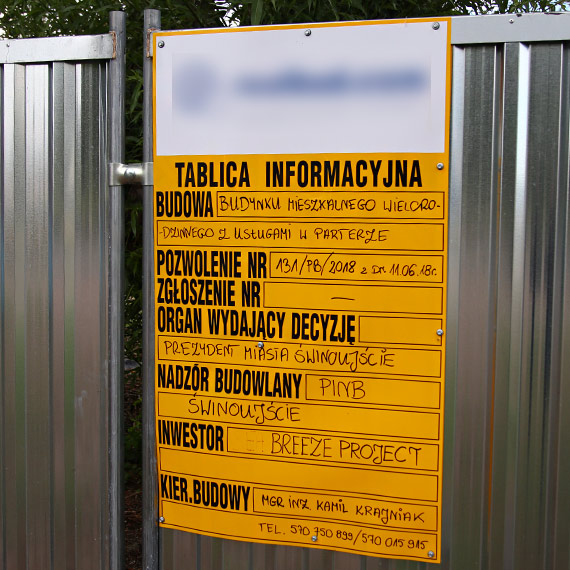 TABLICA INFORMACYJNA
BUDOWA BUDYNKU MIESZKALNEGO WIELORO-
-DZINNEGO Z USŁUGAMI W PARTERZE
POZWOLENIE NR 131/PB/2018 z Dn. 11.06.18r.
ZGŁOSZENIE NR —
ORGAN WYDAJĄCY DECYZJĘ
PREZYDENT MIASTA ŚWINOUJŚCIE
NADZÓR BUDOWLANY PINB
ŚWINOUJŚCIE
INWESTOR BREEZE PROJECT
KIER.BUDOWY MGR INŻ KAMIL KRAJNIAK
TEL. 570 750 899/570 015 915